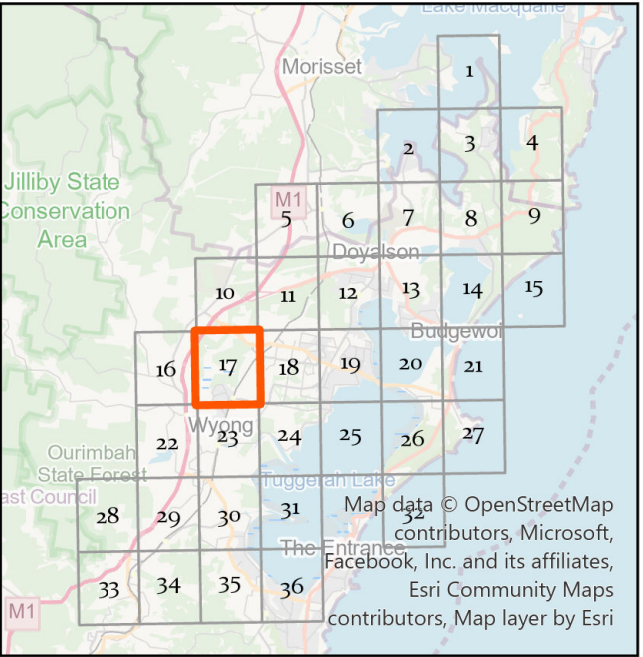 Lake Macquarie
Morisset
1
2
3
4
Jilliby State
Conservation
Area
M1
5
6
7
8
9
Doyalson
10
11
12
13
14
15
Budgewoi
16
17
18
19
20
21
Wyong
22
23
24
25
26
27
Ourimbah
State Forest
ast Council
Tuggerah Lake
28
29
30
31
32
The Entrance
33
34
35
36
M1
Map data © OpenStreetMap
contributors, Microsoft,
Facebook, Inc. and its affiliates,
Esri Community Maps
contributors, Map layer by Esri